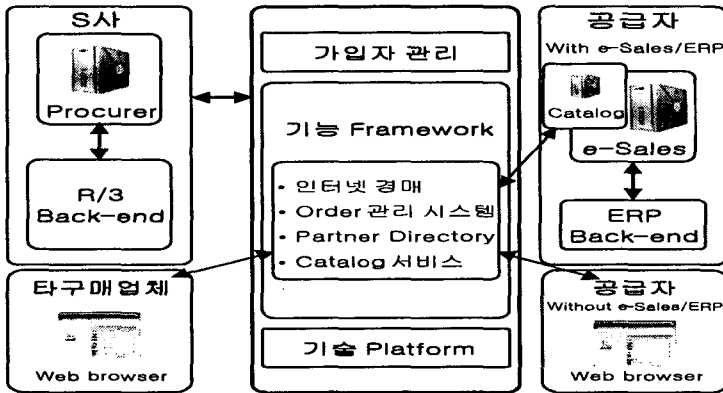 S사
Procurer
R/3
Back-end
타구매업체
Web browser
가입자 관리
기능 Framework
• 인터넷 경매
• Order 관리 시스템
• Partner Directory
• Catalog 서비스
기술 Platform
공급자
With e-Sales/ERP
Catalog
e-Sales
ERP
Back-end
공급자
Without e-Sales/ERP
Web browser